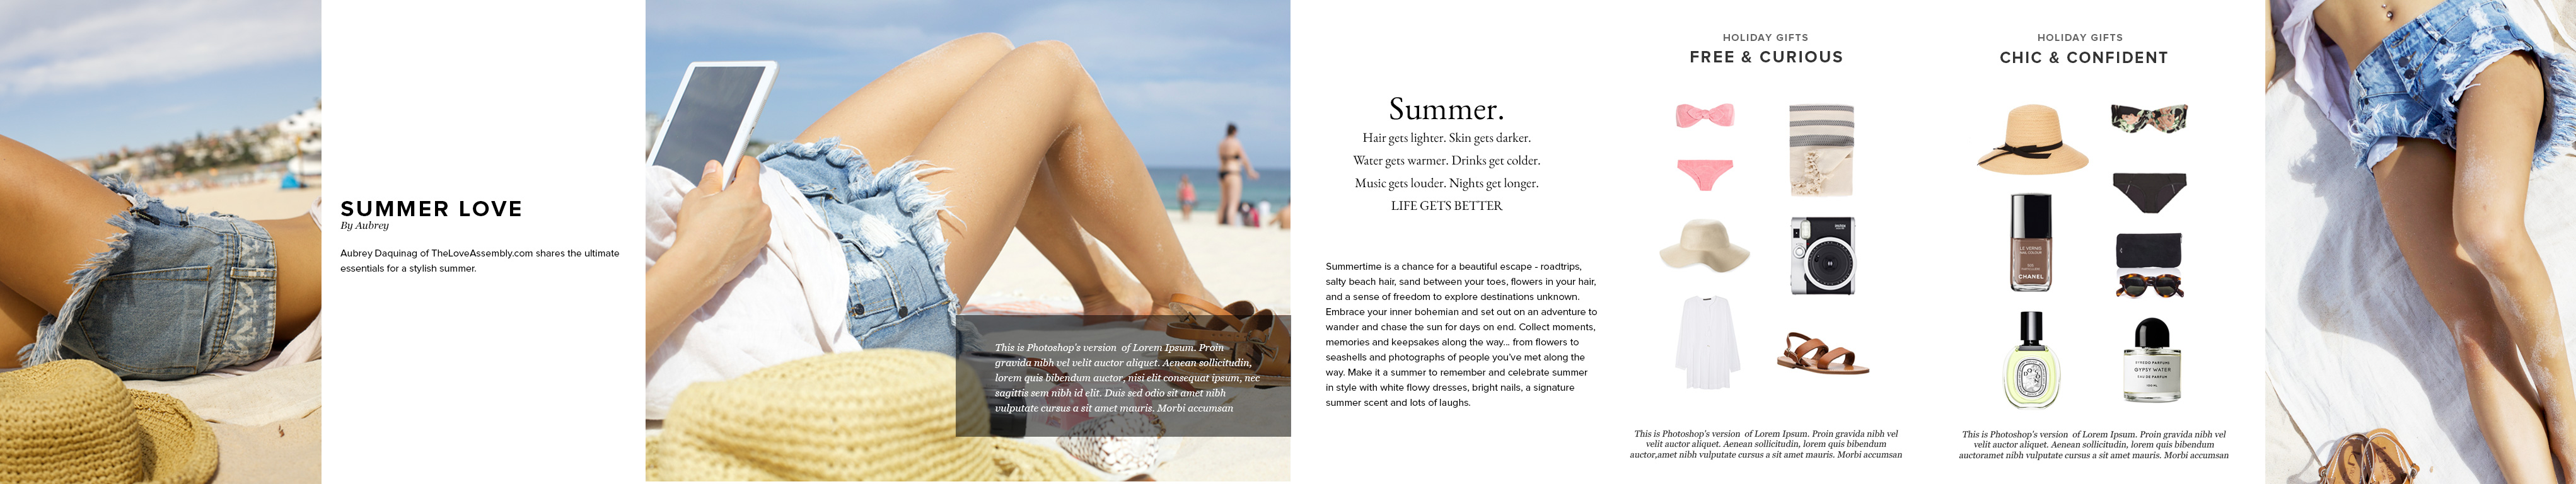 SUMMER LOVE
By Aubrey
Aubrey Daquinag of TheLoveAssembly.com shares the ultimate
essentials for a stylish summer.
This is Photoshop's version  of Lorem Ipsum. Proin
gravida nibh vel velit auctor aliquet. Aenean sollicitudin,
lorem quis bibendum auctor, nisi elit consequat ipsum, nec
sagittis sem nibh id elit. Duis sed odio sit amet nibh
vulputate cursus a sit amet mauris. Morbi accumsan
Summer.
Hair gets lighter. Skin gets darker.
Water gets warmer. Drinks get colder.
Music gets louder. Nights get longer.
LIFE GETS BETTER
Summertime is a chance for a beautiful escape - roadtrips,
salty beach hair, sand between your toes, flowers in your hair,
and a sense of freedom to explore destinations unknown.
Embrace your inner bohemian and set out on an adventure to
wander and chase the sun for days on end. Collect moments,
memories and keepsakes along the way... from flowers to
seashells and photographs of people you've met along the
way. Make it a summer to remember and celebrate summer
in style with white flowy dresses, bright nails, a signature
summer scent and lots of laughs.
HOLIDAY GIFTS
FREE & CURIOUS
This is Photoshop's version  of Lorem Ipsum. Proin gravida nibh vel
velit auctor aliquet. Aenean sollicitudin, lorem quis bibendum
auctor,amet nibh vulputate cursus a sit amet mauris. Morbi accumsan
HOLIDAY GIFTS
CHIC & CONFIDENT
LE VERNIS
CHANEL
BYREDO PARFUMS
GYPSY WATER
EAU DE PARFUM
This is Photoshop's version  of Lorem Ipsum. Proin gravida nibh vel
velit auctor aliquet. Aenean sollicitudin, lorem quis bibendum
auctoramet nibh vulputate cursus a sit amet mauris. Morbi accumsan